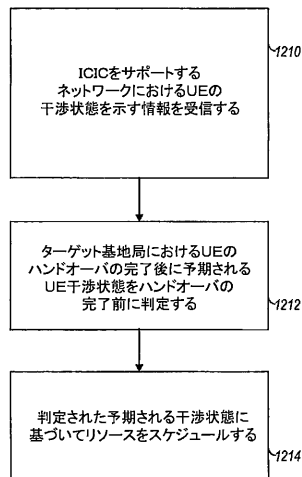 1210
ICICをサポートする
ネットワークにおけるUEの
干渉状態を示す情報を受信する
ターゲット基地局におけるUEの
ハンドオーバの完了後に予期される
UE干渉状態をハンドオーバの
完了前に判定する
1212
判定された予期される干渉状態に
基づいてリソースをスケジュールする
1214